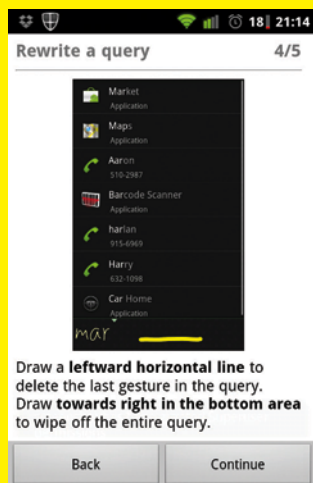 18 21:14
Rewrite a query 4/5
Market
Application
Maps
Application
Aaron
510-2987
Barcode Scanner
Application
harlan
915-6969
Harry
632-1098
Car Home
Application
mar
Draw a leftward horizontal line to
delete the last gesture in the query.
Draw towards right in the bottom area
to wipe off the entire query.
Back Continue